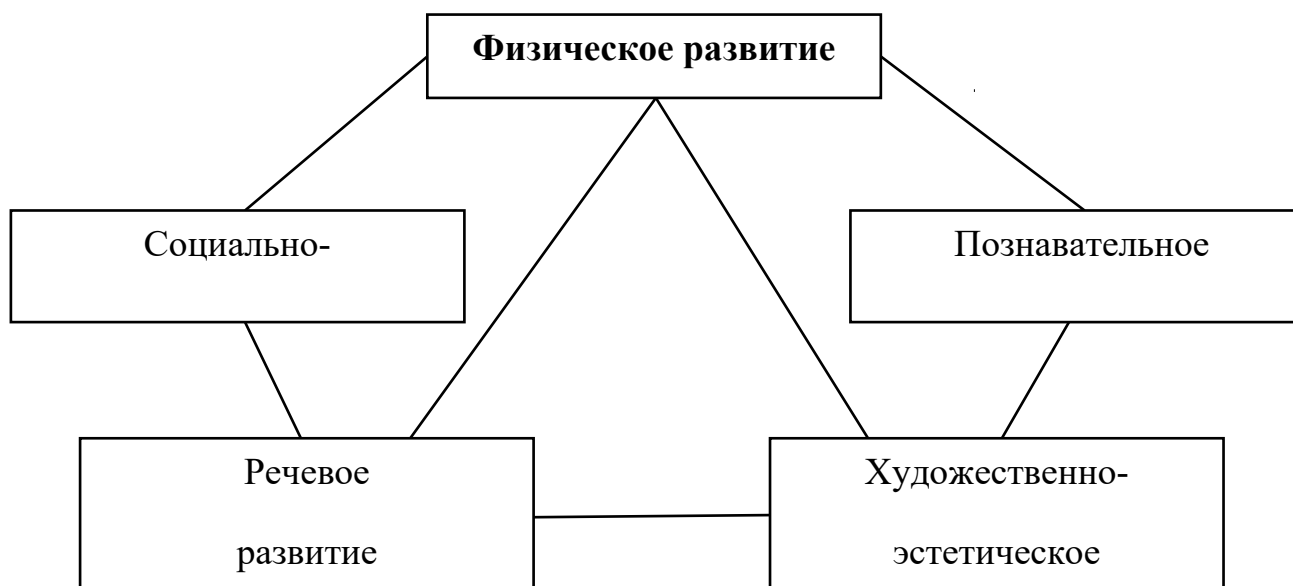 Физическое развитие
Социально-
Познавательное
Речевое
развитие
Художественно-
эстетическое